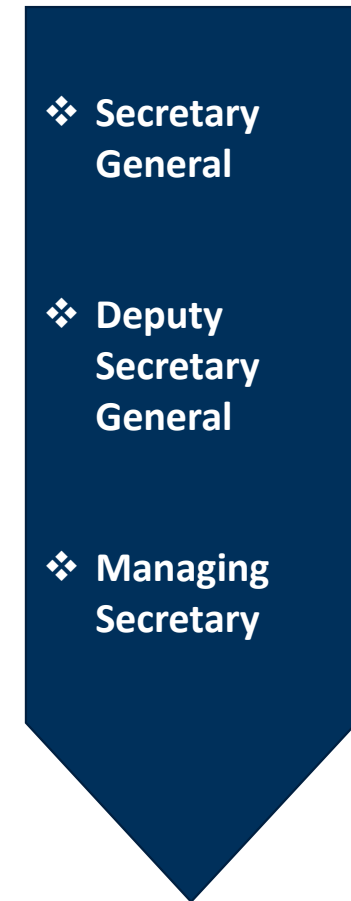 ❖ Secretary
General
❖ Deputy
Secretary
General
❖ Managing
Secretary